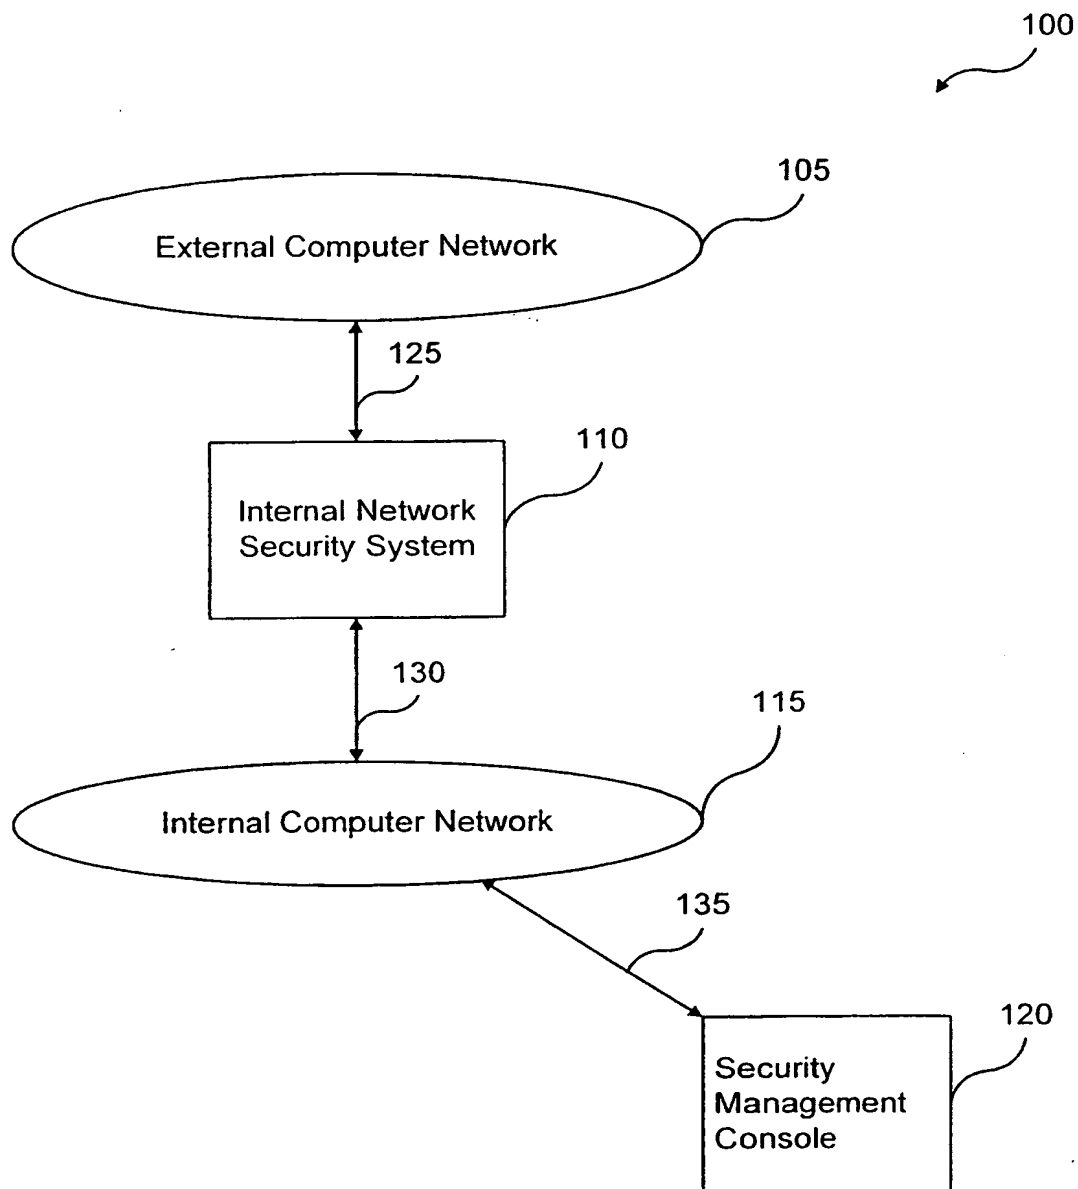 100
105
External Computer Network
125
110
Internal Network
Security System
130
115
Internal Computer Network
135
120
Security
Management
Console